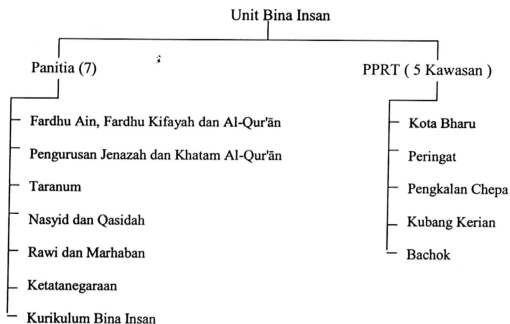 Unit Bina Insan
Panitia (7)
Fardhu Ain, Fardhu Kifayah dan Al-Qur'ān
Pengurusan Jenazah dan Khatam Al-Qur'ān
Taranum
Nasyid dan Qasidah
Rawi dan Marhaban
Ketatanegaraan
Kurikulum Bina Insan
PPRT ( 5 Kawasan )
Kota Bharu
Peringat
Pengkalan Chepa
Kubang Kerian
Bachok